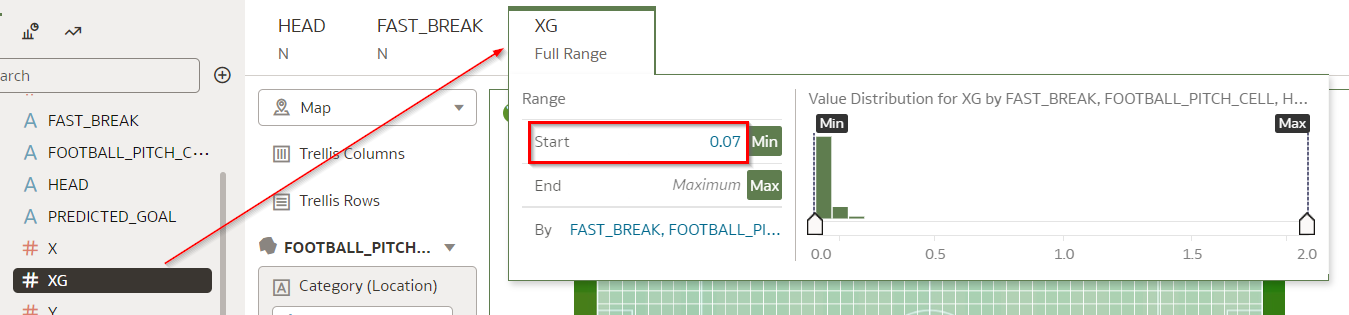 HEAD
N
FAST_BREAK
N
XG
Full Range
arch
FAST_BREAK
FOOTBALL_PITCH_C...
HEAD
PREDICTED_GOAL
X
XG
Y
Map
Trellis Columns
Trellis Rows
FOOTBALL_PITCH...
Category (Location)
Range
Start 0.07 Min
End Maximum Max
By FAST_BREAK, FOOTBALL_PI...
Value Distribution for XG by FAST_BREAK, FOOTBALL_PITCH_CELL, H...
Min Max
0.0 0.5 1.0 1.5 2.0